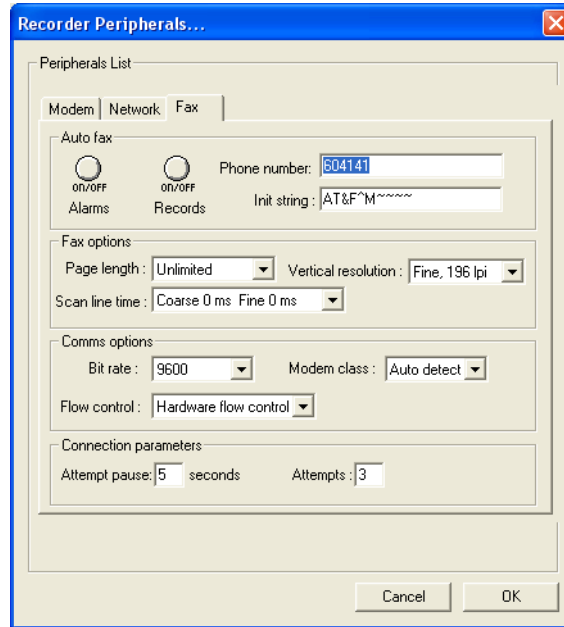 Recorder Peripherals...
Peripherals List
Modem Network Fax
Auto fax
Phone number: 604141
on/off on/off
Init string : AT&F^M~~~~
Alarms Records
Fax options
Page length : Unlimited Vertical resolution : Fine, 196 lpi
Scan line time : Coarse 0 ms Fine 0 ms
Comms options
Bit rate : 9600 Modem class : Auto detect
Flow control : Hardware flow control
Connection parameters
Attempt pause: 5 seconds Attempts : 3
Cancel OK